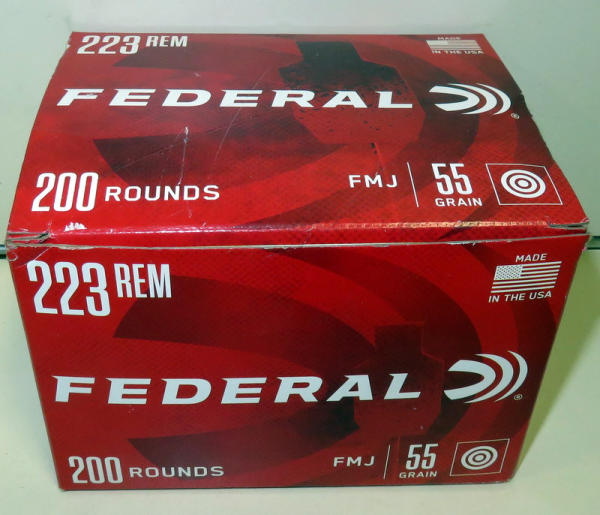 223 REM
MADE
IN THE USA
FEDERAL
®
200 ROUNDS
FMJ
55
GRAIN
223 REM
MADE
IN THE USA
FEDERAL
®
200 ROUNDS
FMJ
55
GRAIN